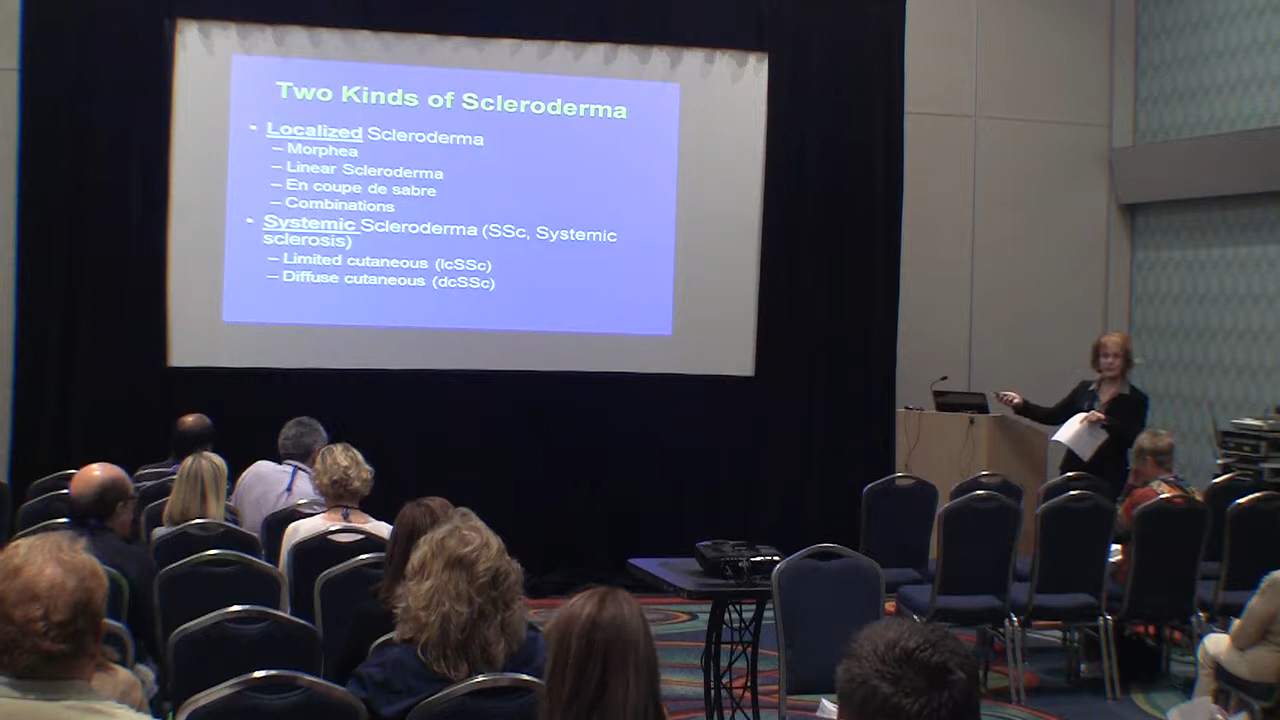 Two Kinds of Scleroderma
• Localized Scleroderma
– Morphea
– Linear Scleroderma
– En coupe de sabre
– Combinations
• Systemic Scleroderma (SSc, Systemic
sclerosis)
– Limited cutaneous (lcSSc)
– Diffuse cutaneous (dcSSc)